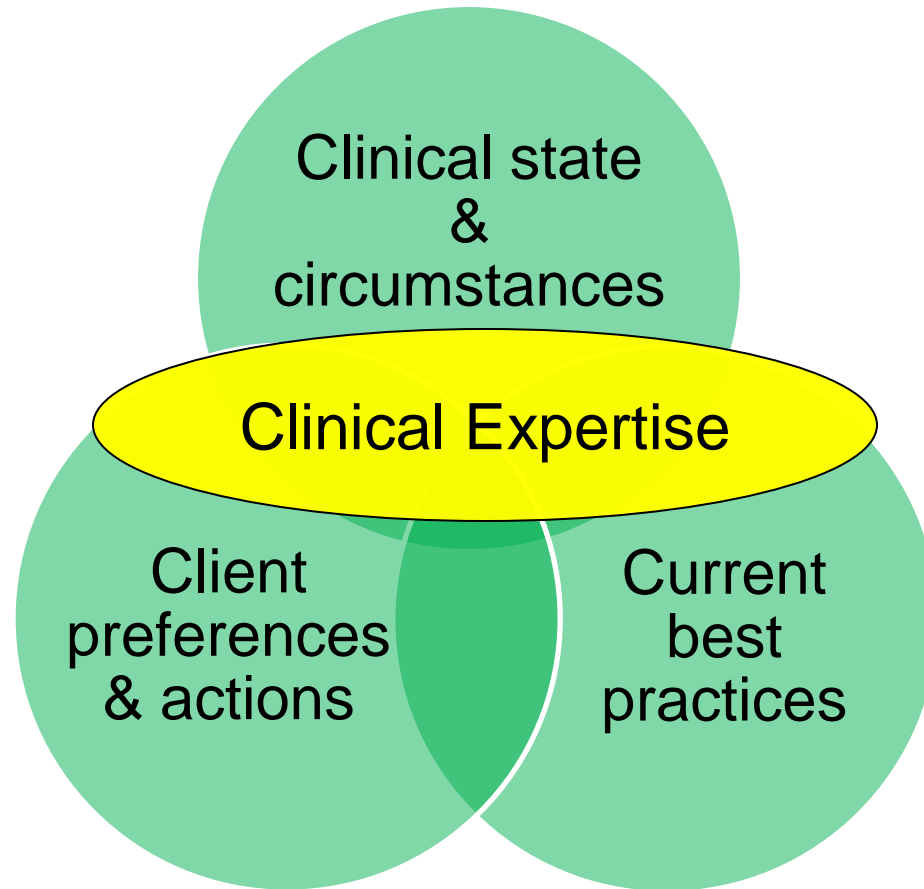 Clinical state
&
circumstances
Clinical Expertise
Client
preferences
& actions
Current
best
practices